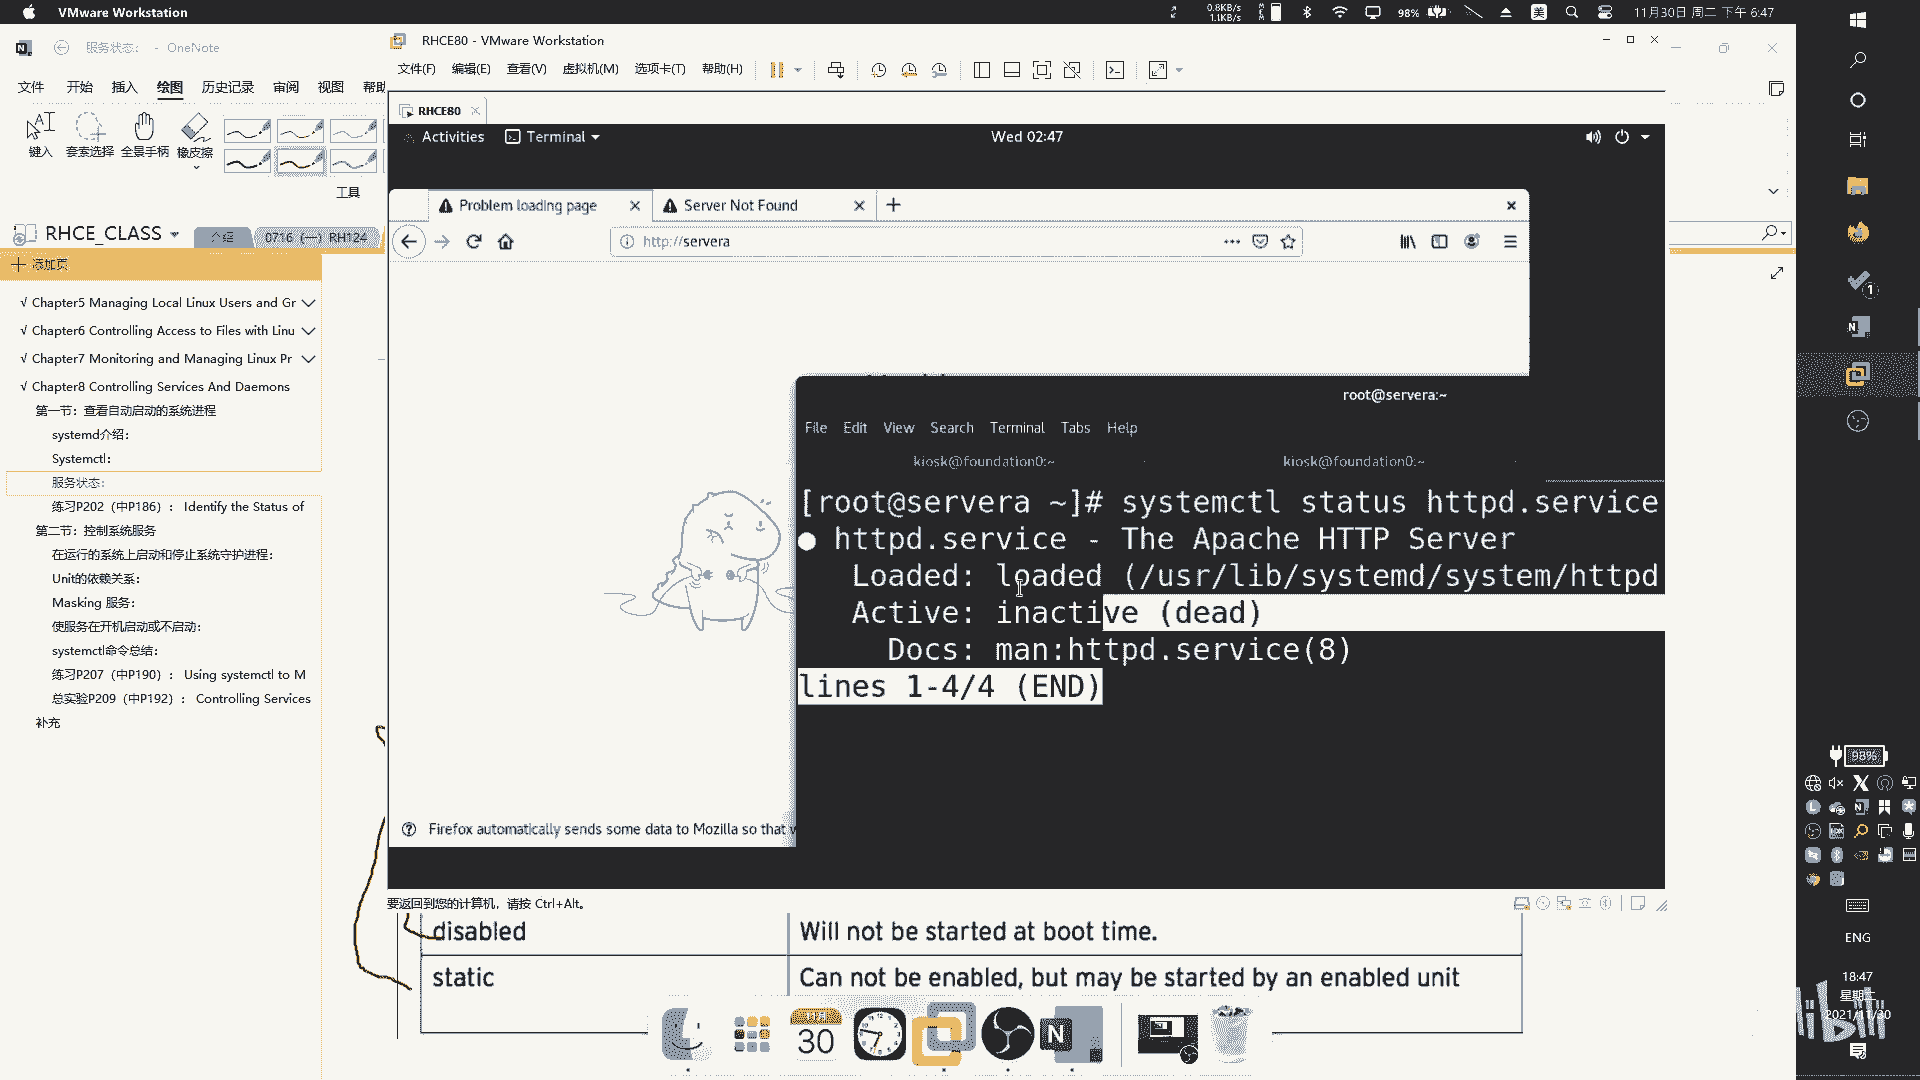 VMware Workstation
0.8KB/s
1.1KB/s
98%
美
11月30日 周二 下午 6:47
服务状态: - OneNote
文件 开始 插入 绘图 历史记录 审阅 视图 帮助
键入 套索选择 全景手柄 橡皮擦
工具
RHCE_CLASS
介绍
0716 (一) RH124
添加页
√ Chapter5 Managing Local Linux Users and Gr
√ Chapter6 Controlling Access to Files with Linu
√ Chapter7 Monitoring and Managing Linux Pr
√ Chapter8 Controlling Services And Daemons
第一节：查看自动启动的系统进程
systemd介绍：
Systemctl：
服务状态：
练习P202（中P186）： Identify the Status of
第二节：控制系统服务
在运行的系统上启动和停止系统守护进程：
Unit的依赖关系：
Masking 服务：
使服务在开机启动或不启动：
systemctl命令总结：
练习P207（中P190）： Using systemctl to M
总实验P209（中P192）： Controlling Services
补充
RHCE80 - VMware Workstation
文件(F) 编辑(E) 查看(V) 虚拟机(M) 选项卡(T) 帮助(H)
RHCE80
Activities Terminal
Wed 02:47
Problem loading page
Server Not Found
http://servera
Firefox automatically sends some data to Mozilla so that
root@servera:~
File Edit View Search Terminal Tabs Help
kiosk@foundation0:~
kiosk@foundation0:~
[root@servera ~]# systemctl status httpd.service
● httpd.service - The Apache HTTP Server
Loaded: loaded (/usr/lib/systemd/system/httpd
Active: inactive (dead)
Docs: man:httpd.service(8)
lines 1-4/4 (END)
要返回到您的计算机，请按 Ctrl+Alt。
disabled Will not be started at boot time.
static Can not be enabled, but may be started by an enabled unit
30
1
98%
ENG
18:47
星期二
2021/11/30